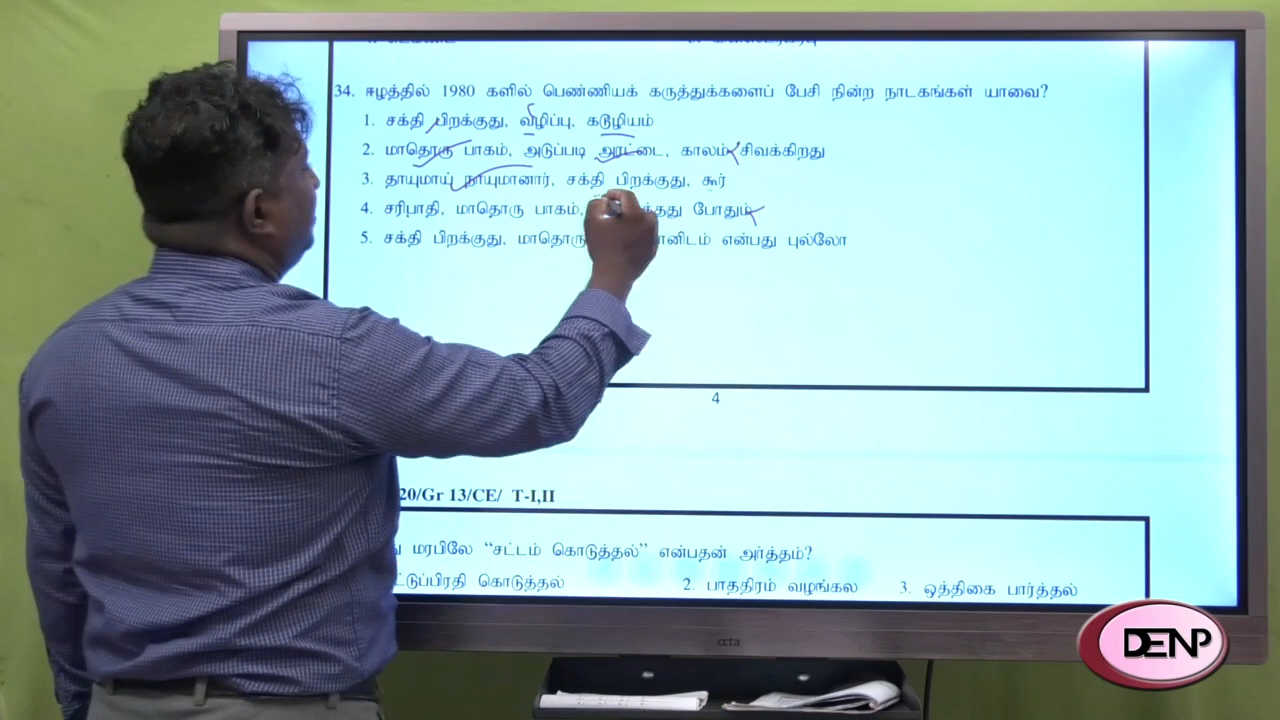 34. ஈழத்தில் 1980 களில் பெண்ணியக் கருத்துக்களைப் பேசி நின்ற நாடகங்கள் யாவை?
1. சக்தி பிறக்குது, விழிப்பு, கடூழியம்
2. மாதொரு பாகம், அடுப்படி அரட்டை, காலம் சிவக்கிறது
3. தாயுமாய் நாயுமானார், சக்தி பிறக்குது, கூர்
4. சரிபாதி, மாதொரு பாகம், போதும்
5. சக்தி பிறக்குது, மாதொரு என்பது புல்லோ
4
20/Gr 13/CE/ T-I,II
மரபிலே “சட்டம் கொடுத்தல்” என்பதன் அர்த்தம்?
கொடுத்தல் 2. பாத்திரம் வழங்கல 3. ஒத்திகை பார்த்தல்
octa
DENP